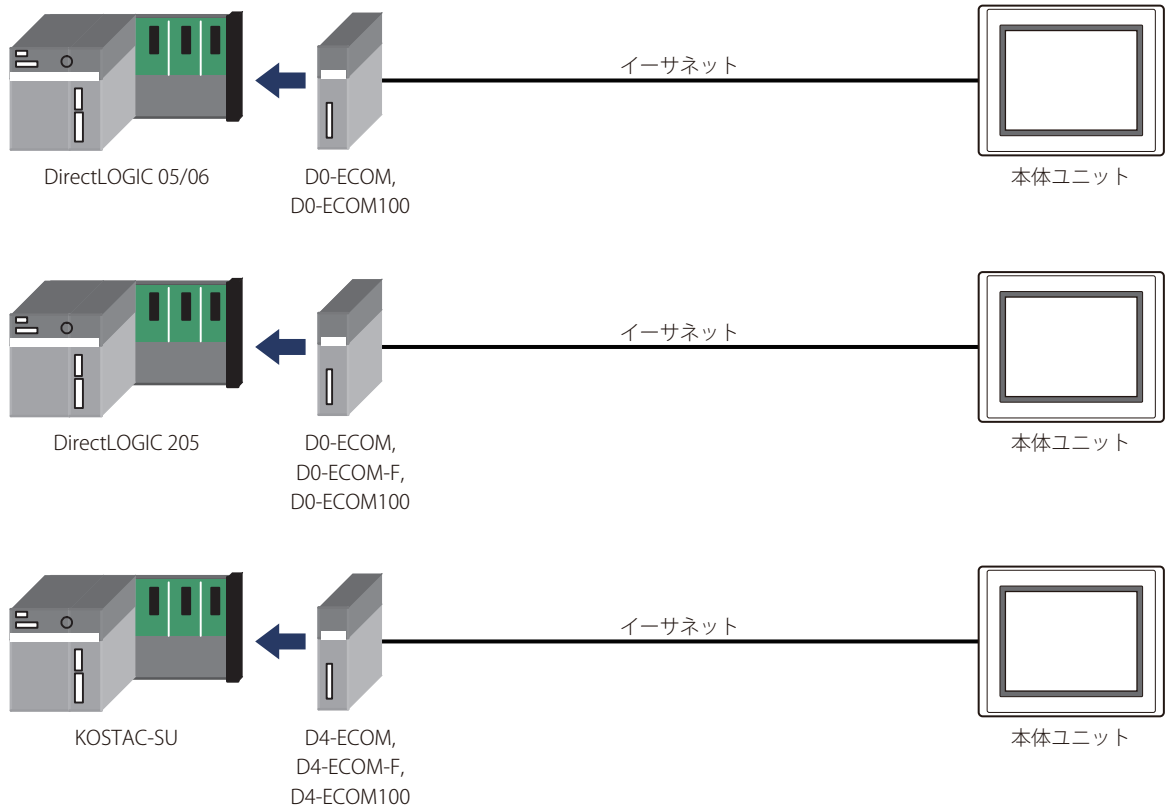 イーサネット
DirectLOGIC 05/06
D0-ECOM,
D0-ECOM100
本体ユニット
イーサネット
DirectLOGIC 205
D0-ECOM,
D0-ECOM-F,
D0-ECOM100
本体ユニット
イーサネット
KOSTAC-SU
D4-ECOM,
D4-ECOM-F,
D4-ECOM100
本体ユニット